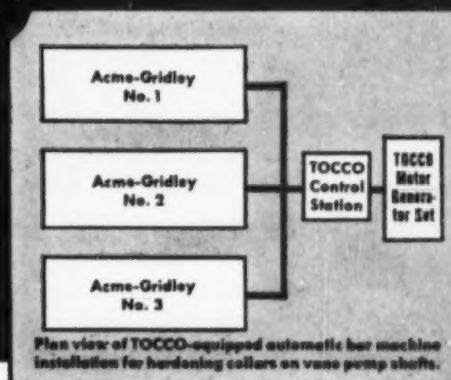 Acme-Gridley
No. 1
Acme-Gridley
No. 2
Acme-Gridley
No. 3
TOCCO
Control
Station
TOCCO
Motor
Genera-
tor Set
Plan view of TOCCO-equipped automatic bar machine
installation for hardening collars on vane pump shafts.